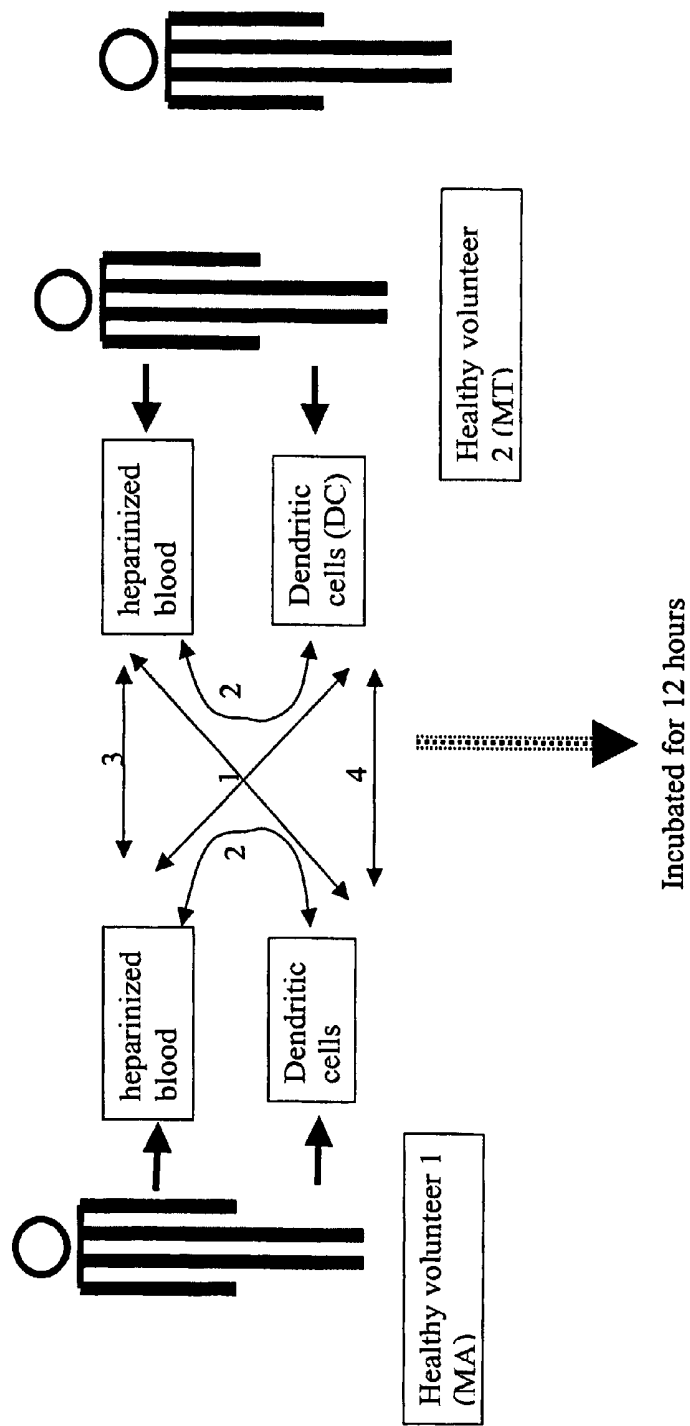 heparinized
blood
Dendritic
cells
Healthy volunteer 1
(MA)
3
1
2
2
4
heparinized
blood
Dendritic
cells (DC)
Healthy volunteer
2 (MT)
Incubated for 12 hours